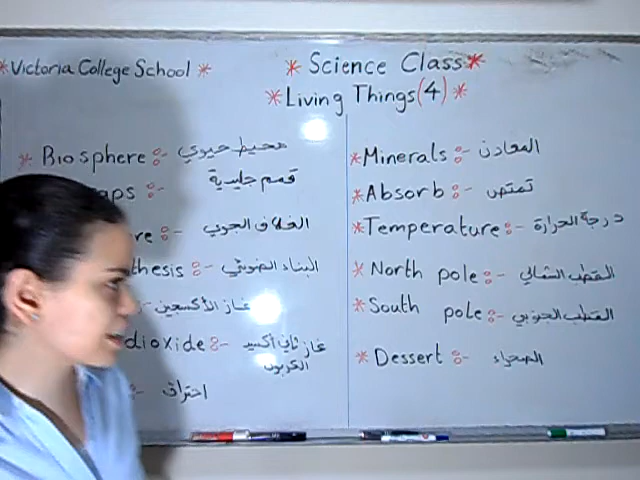 *Victoria College School *
* Science Class *
* Living Things (4) *
* Biosphere :- محيط حيوي
aps :- قمم جليدية
re :- الغلاف الجوي
thesis :- البناء الضوئي
غاز الأكسجين
dioxide :- غاز ثاني أكسيد
الكربون
:- احتراق
* Minerals :- المعادن
* Absorb :- تمتص
* Temperature :- درجة الحرارة
* North pole :- القطب الشمالي
* South pole :- القطب الجنوبي
* Dessert :- الصحراء